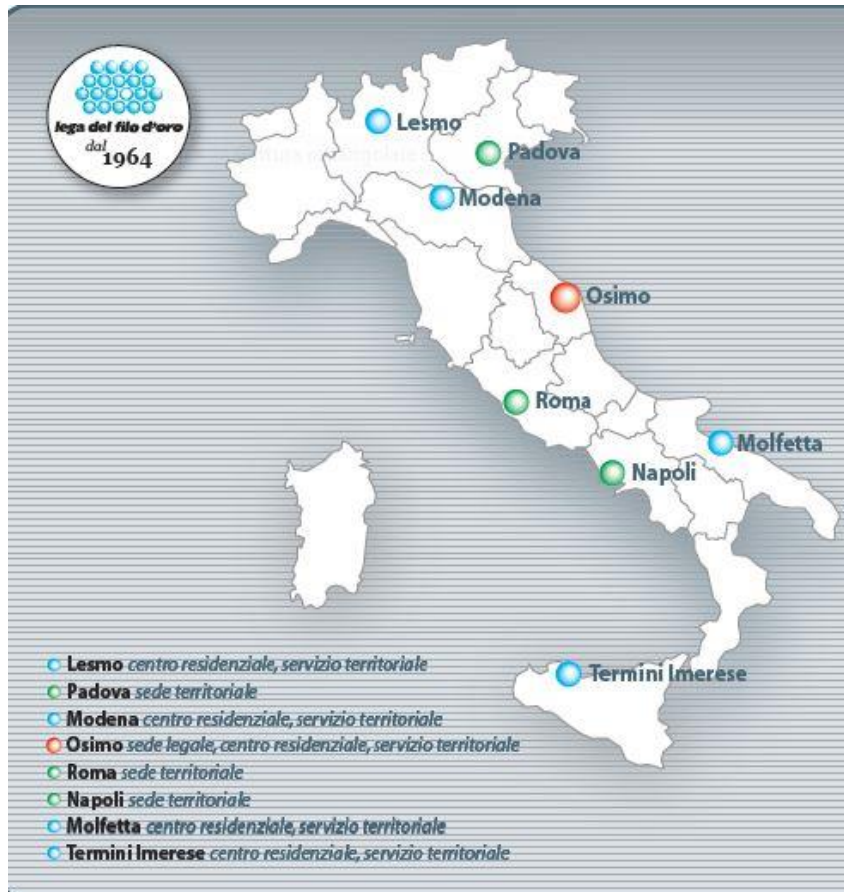 lega del filo d'oro
dal
1964
Lesmo
Padova
Modena
Osimo
Roma
Molfetta
Napoli
Termini Imerese
Lesmo centro residenziale, servizio territoriale
Padova sede territoriale
Modena centro residenziale, servizio territoriale
Osimo sede legale, centro residenziale, servizio territoriale
Roma sede territoriale
Napoli sede territoriale
Molfetta centro residenziale, servizio territoriale
Termini Imerese centro residenziale, servizio territoriale